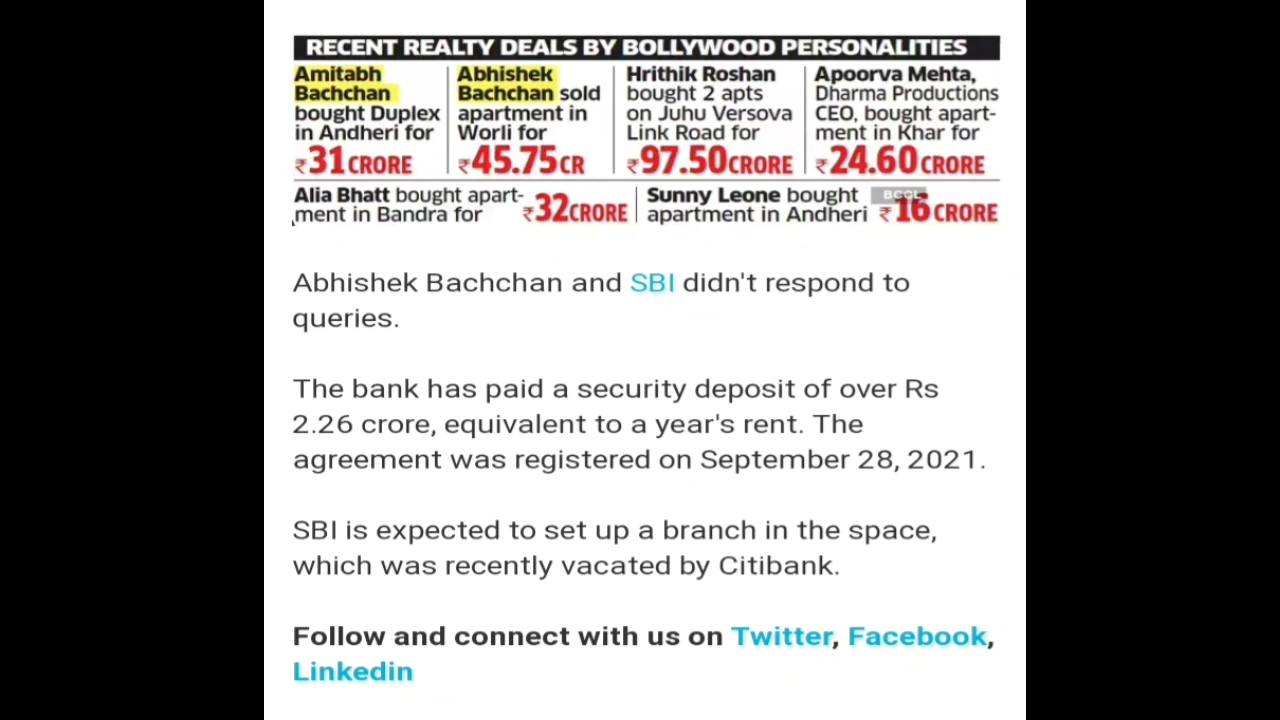 RECENT REALTY DEALS BY BOLLYWOOD PERSONALITIES
Amitabh
Bachchan
bought Duplex
in Andheri for
₹31 CRORE
Abhishek
Bachchan sold
apartment in
Worli for
₹45.75 CR
Hrithik Roshan
bought 2 apts
on Juhu Versova
Link Road for
₹97.50 CRORE
Apoorva Mehta,
Dharma Productions
CEO, bought apart-
ment in Khar for
₹24.60 CRORE
Alia Bhatt bought apart-
ment in Bandra for
₹32 CRORE
Sunny Leone bought
apartment in Andheri
₹16 CRORE
BCCL
Abhishek Bachchan and SBI didn't respond to
queries.
The bank has paid a security deposit of over Rs
2.26 crore, equivalent to a year's rent. The
agreement was registered on September 28, 2021.
SBI is expected to set up a branch in the space,
which was recently vacated by Citibank.
Follow and connect with us on Twitter, Facebook,
Linkedin